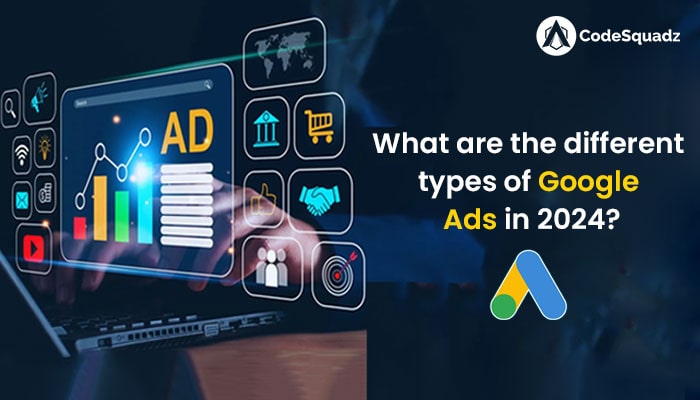 CodeSquadz
AD
What are the different
types of Google
Ads in 2024?